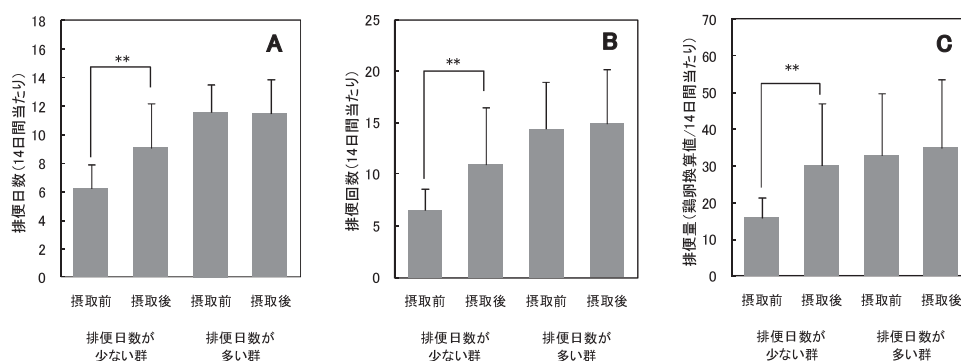 A
排便日数(14日間当たり)
18
16
14
12
10
8
6
4
2
0
**
摂取前 摂取後 摂取前 摂取後
排便日数が 排便日数が
少ない群 多い群
B
排便回数(14日間当たり)
25
20
15
10
5
0
**
摂取前 摂取後 摂取前 摂取後
排便日数が 排便日数が
少ない群 多い群
C
排便量(鶏卵換算値/14日間当たり)
70
60
50
40
30
20
10
0
**
摂取前 摂取後 摂取前 摂取後
排便日数が 排便日数が
少ない群 多い群